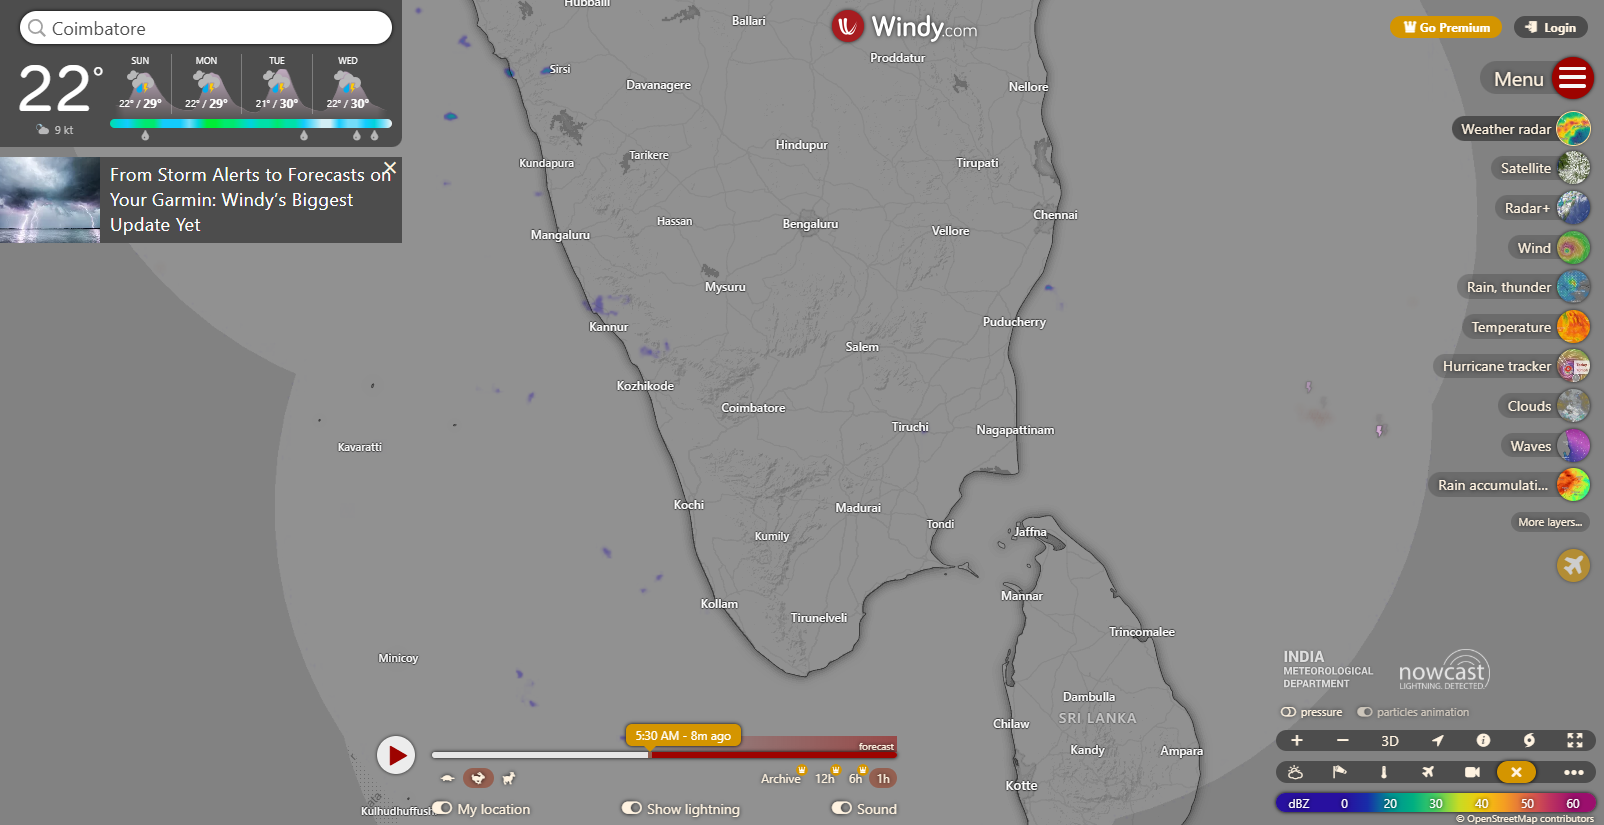 Coimbatore
22°
9 kt
SUN MON TUE WED
22° / 29° 22° / 29° 21° / 30° 22° / 30°
From Storm Alerts to Forecasts on
Your Garmin: Windy's Biggest
Update Yet
Windy.com
Go Premium
Login
Menu
Weather radar
Satellite
Radar+
Wind
Rain, thunder
Temperature
Hurricane tracker
Clouds
Waves
Rain accumulati...
More layers...
Hubballi
Ballari
Proddatur
Sirsi
Davanagere
Nellore
Kundapura
Tarikere
Hindupur
Tirupati
Mangaluru
Hassan
Bengaluru
Vellore
Chennai
Mysuru
Kannur
Puducherry
Salem
Kozhikode
Coimbatore
Tiruchi
Nagapattinam
Kavaratti
Kochi
Madurai
Tondi
Jaffna
Kumily
Mannar
Kollam
Tirunelveli
Trincomalee
Minicoy
Dambulla
SRI LANKA
Chilaw
Kandy
Ampara
Kotte
Kulhudhuffush
INDIA
METEOROLOGICAL
DEPARTMENT
nowcast
LIGHTNING. DETECTED.
pressure
particles animation
+ − 3D
dBZ 0 20 30 40 50 60
© OpenStreetMap contributors
5:30 AM - 8m ago
forecast
Archive 12h 6h 1h
My location
Show lightning
Sound